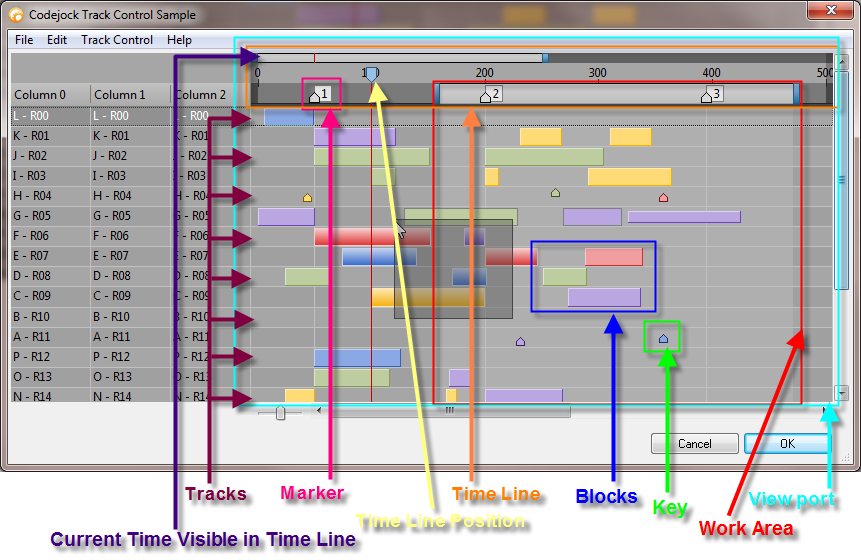 Codejock Track Control Sample
File Edit Track Control Help
0 100 200 300 400 500
Column 0 Column 1 Column 2
1 2 3
L - R00 L - R00 L - R00
K - R01 K - R01 K - R01
J - R02 J - R02 J - R02
I - R03 I - R03 I - R03
H - R04 H - R04 H - R04
G - R05 G - R05 G - R05
F - R06 F - R06 F - R06
E - R07 E - R07 E - R07
D - R08 D - R08 D - R08
C - R09 C - R09 C - R09
B - R10 B - R10 B - R10
A - R11 A - R11 A - R11
P - R12 P - R12 P - R12
O - R13 O - R13 O - R13
N - R14 N - R14 N - R14
Cancel OK
Tracks Marker Time Line Blocks Key View port
Time Line Position Work Area
Current Time Visible in Time Line